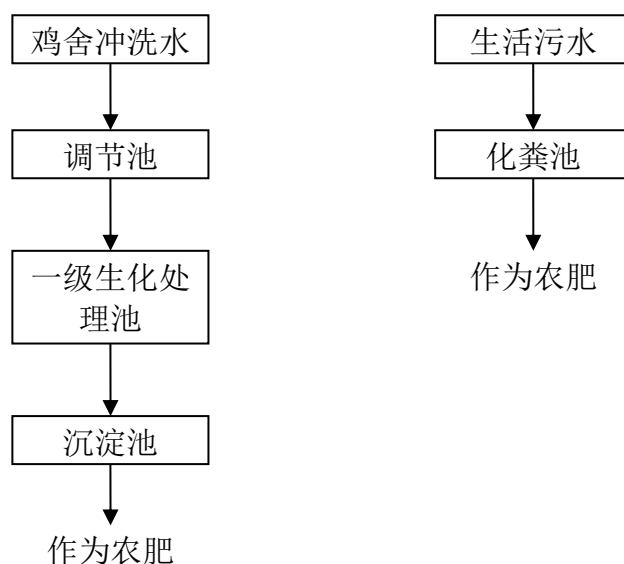 鸡舍冲洗水
调节池
一级生化处
理池
沉淀池
作为农肥
生活污水
化粪池
作为农肥